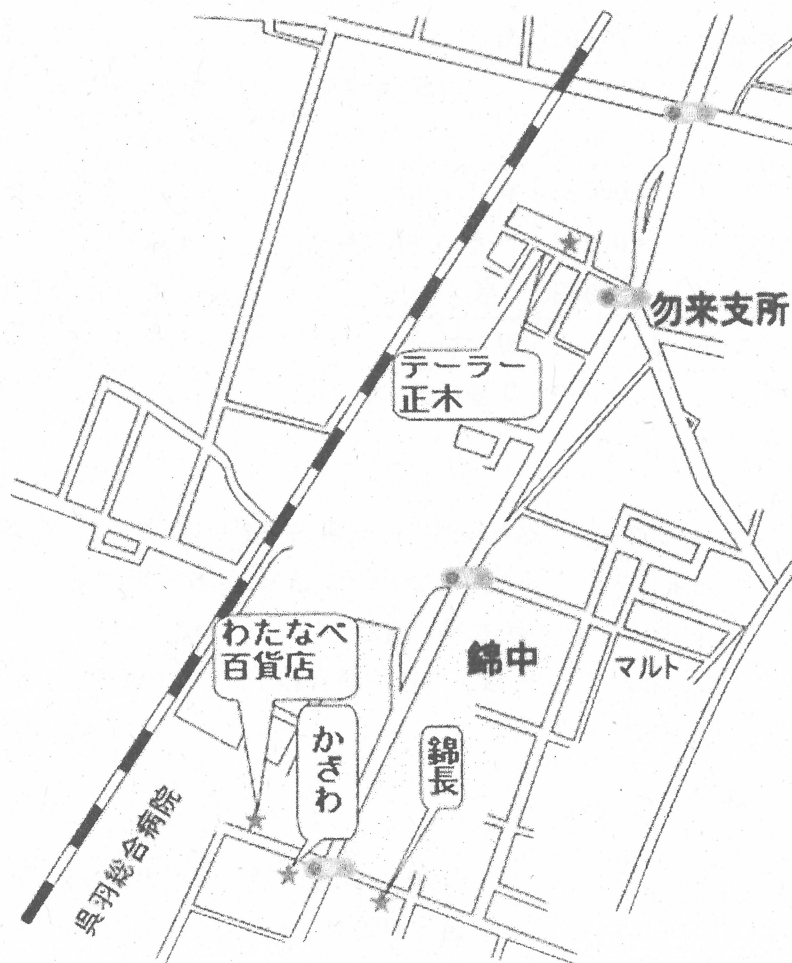 勿来支所
テーラー
正木
わたなべ
百貨店
錦中
マルト
かざわ
錦長
呉羽総合病院